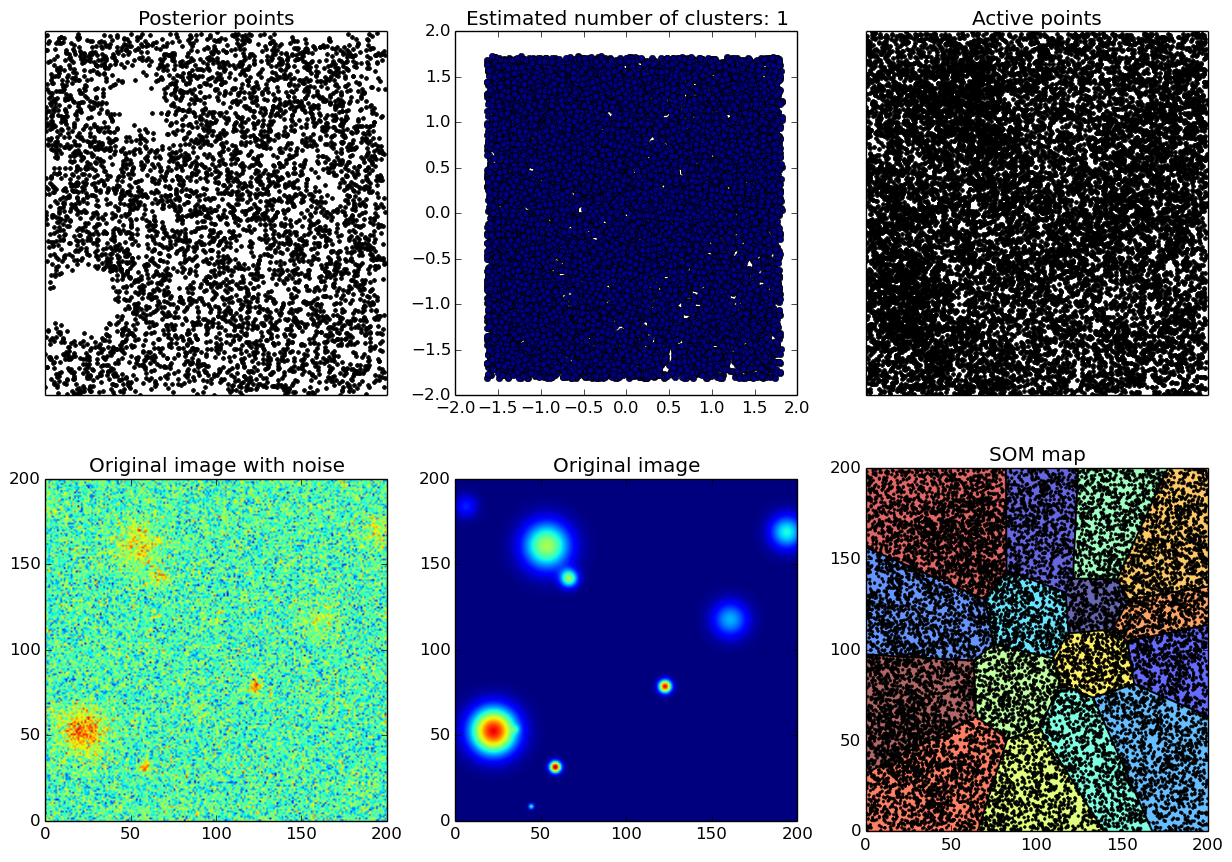 Posterior points
Estimated number of clusters: 1
Active points
2.0
1.5
1.0
0.5
0.0
−0.5
−1.0
−1.5
−2.0
−2.0 −1.5 −1.0 −0.5 0.0 0.5 1.0 1.5 2.0
Original image with noise
Original image
SOM map
200
150
100
50
0
0 50 100 150 200
200
150
100
50
0
0 50 100 150 200
200
150
100
50
0
0 50 100 150 200